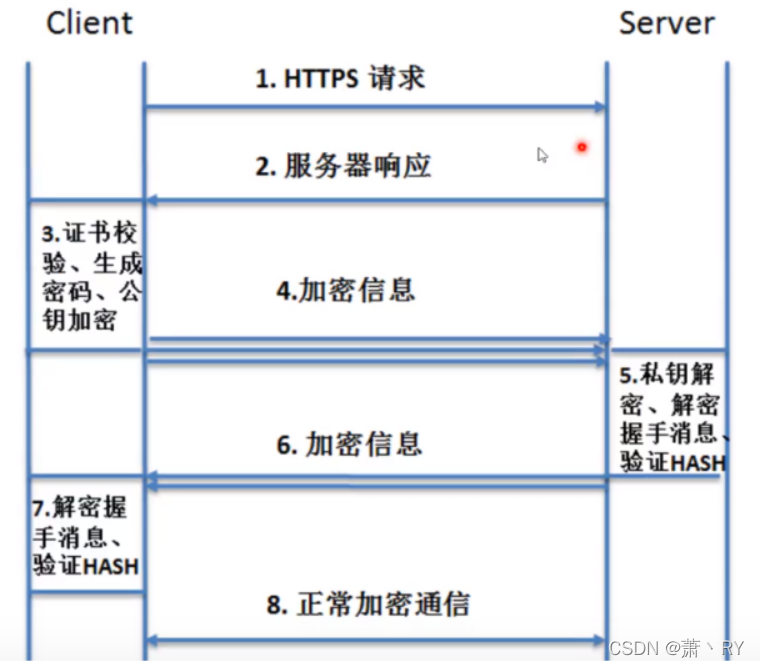 Client
Server
1. HTTPS 请求
2. 服务器响应
3.证书校
验、生成
密码、公
钥加密
4.加密信息
5.私钥解
密、解密
握手消息、
验证HASH
6. 加密信息
7.解密握
手消息、
验证HASH
8. 正常加密通信
CSDN @萧丶RY